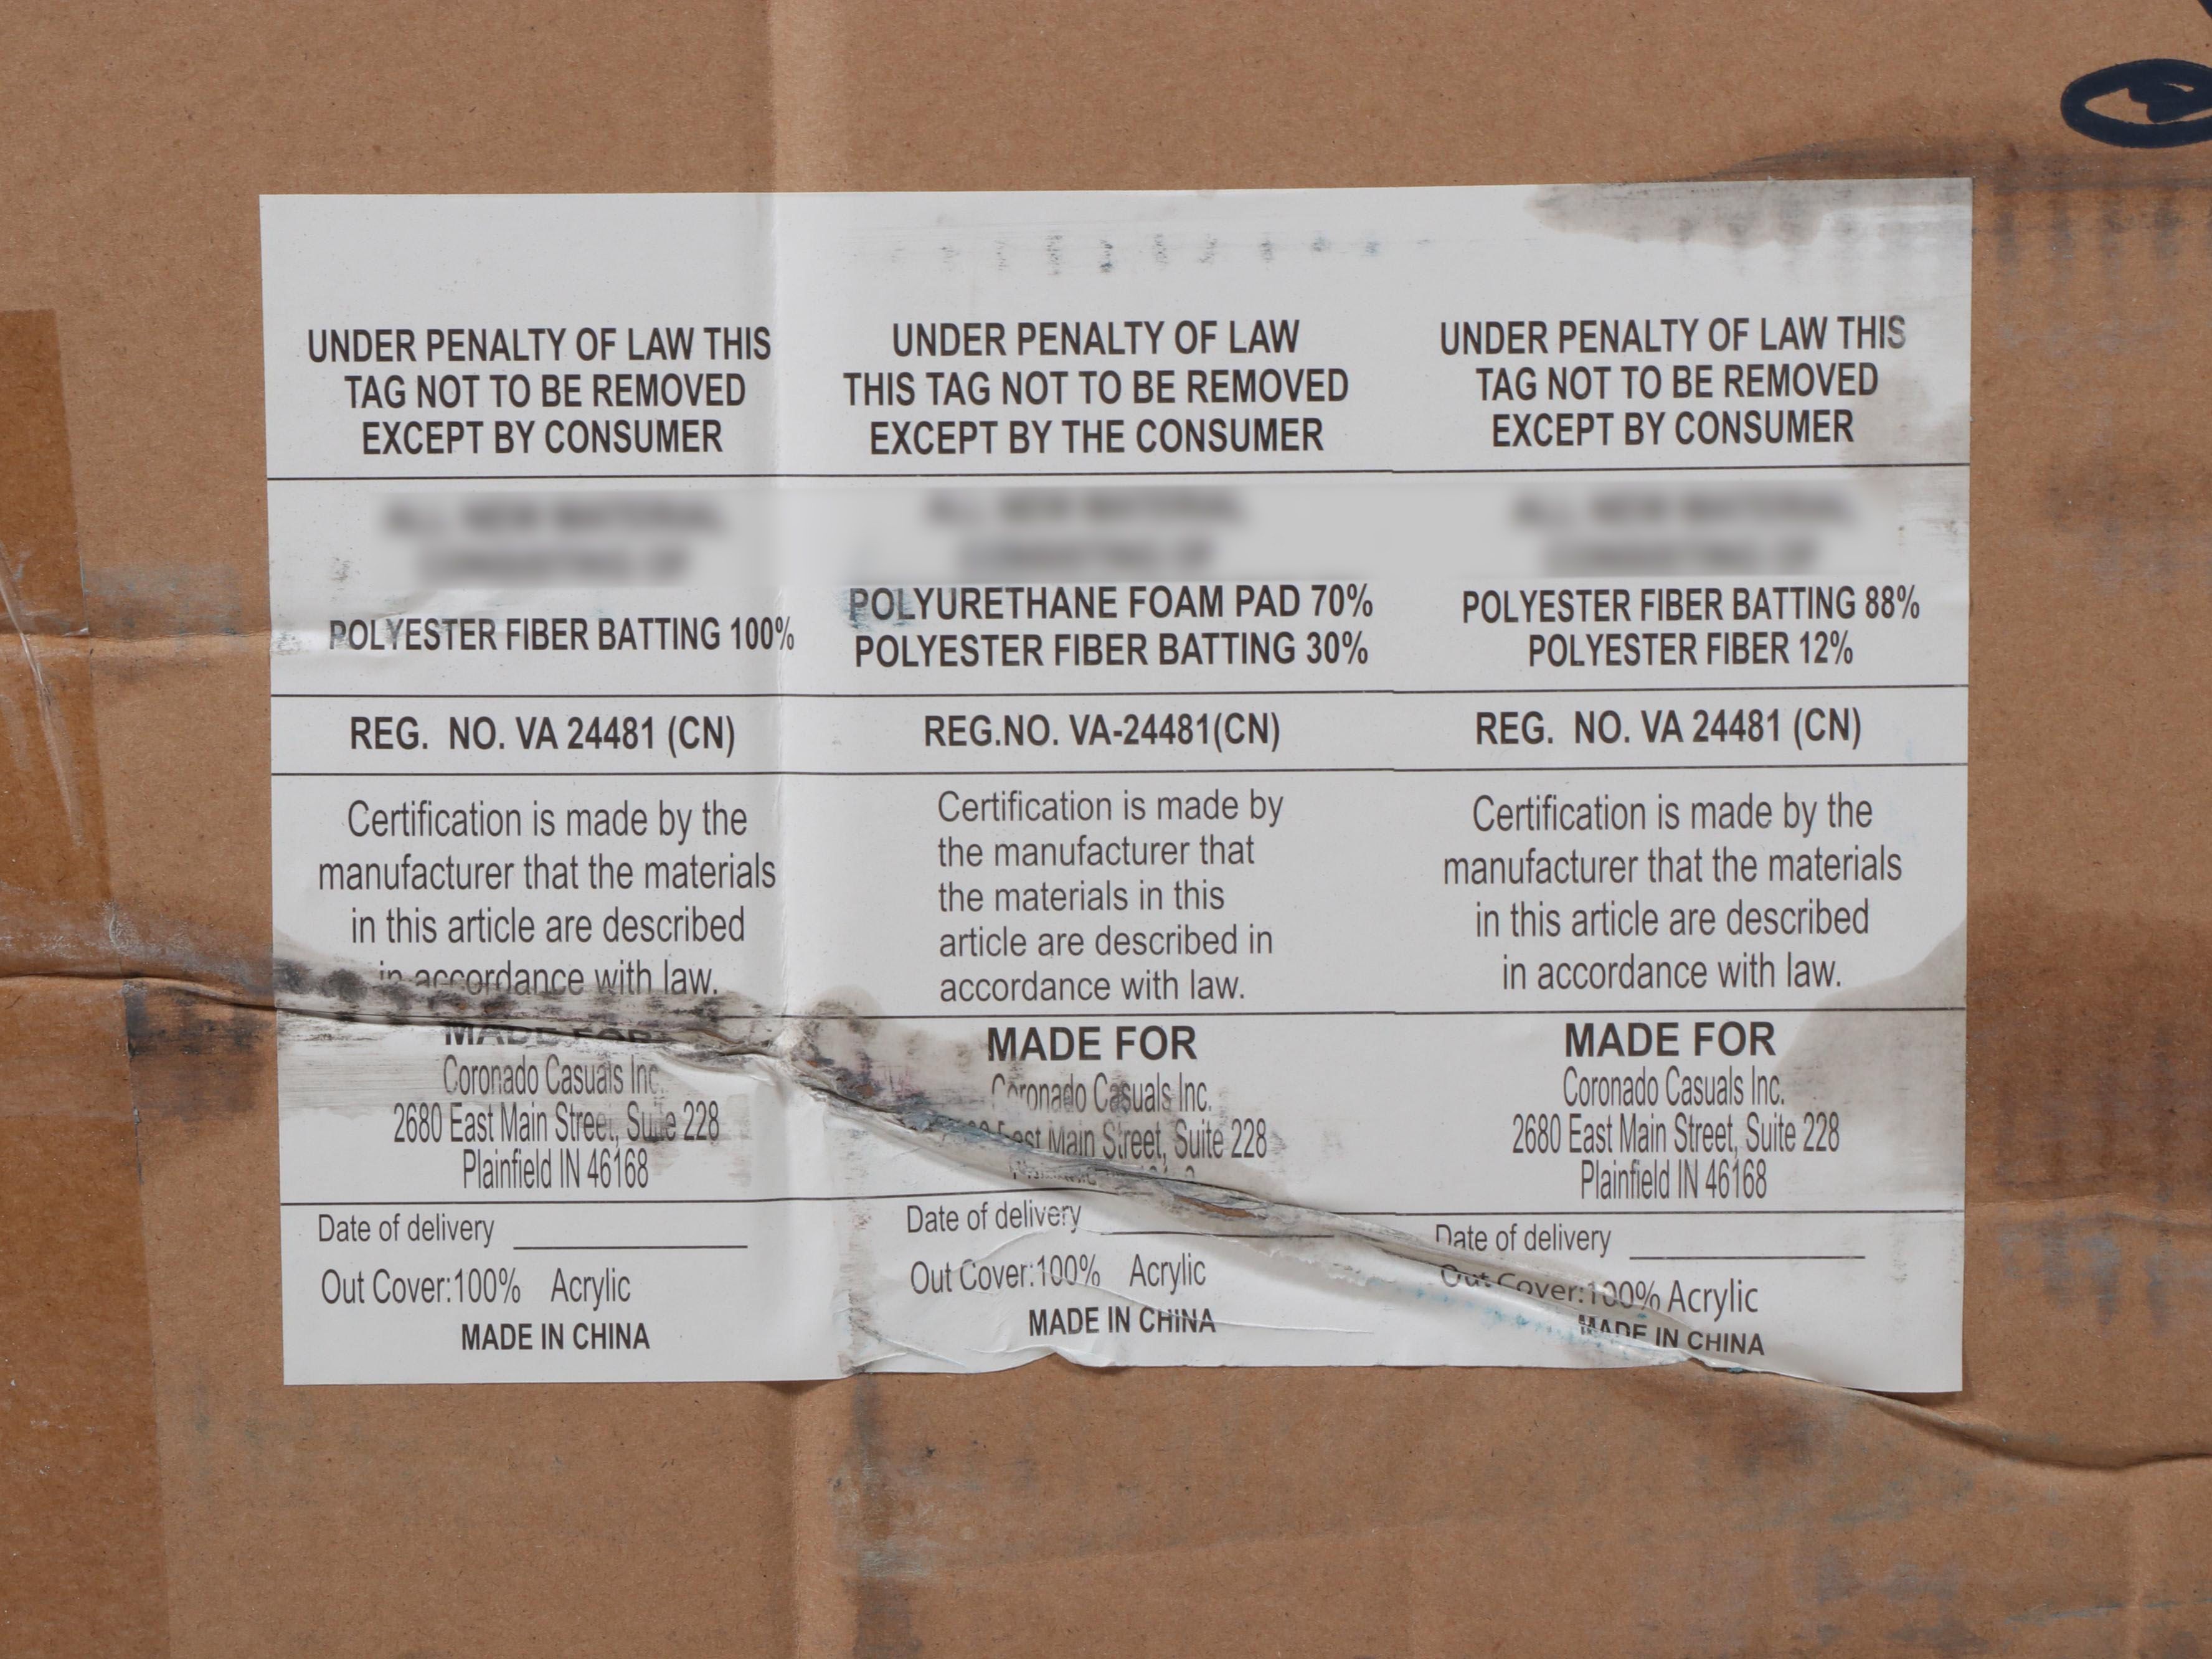 UNDER PENALTY OF LAW THIS
TAG NOT TO BE REMOVED
EXCEPT BY CONSUMER
POLYESTER FIBER BATTING 100%
REG. NO. VA 24481 (CN)
Certification is made by the
manufacturer that the materials
in this article are described
in accordance with law.
MADE FOR
Coronado Casuals Inc.
2680 East Main Street, Suite 228
Plainfield IN 46168
Date of delivery
Out Cover:100% Acrylic
MADE IN CHINA
UNDER PENALTY OF LAW
THIS TAG NOT TO BE REMOVED
EXCEPT BY THE CONSUMER
POLYURETHANE FOAM PAD 70%
POLYESTER FIBER BATTING 30%
REG.NO. VA-24481(CN)
Certification is made by
the manufacturer that
the materials in this
article are described in
accordance with law.
MADE FOR
Coronado Casuals Inc.
East Main Street, Suite 228
Date of delivery
Out Cover:100% Acrylic
MADE IN CHINA
UNDER PENALTY OF LAW THIS
TAG NOT TO BE REMOVED
EXCEPT BY CONSUMER
POLYESTER FIBER BATTING 88%
POLYESTER FIBER 12%
REG. NO. VA 24481 (CN)
Certification is made by the
manufacturer that the materials
in this article are described
in accordance with law.
MADE FOR
Coronado Casuals Inc.
2680 East Main Street, Suite 228
Plainfield IN 46168
Date of delivery
Out Cover:100% Acrylic
MADE IN CHINA